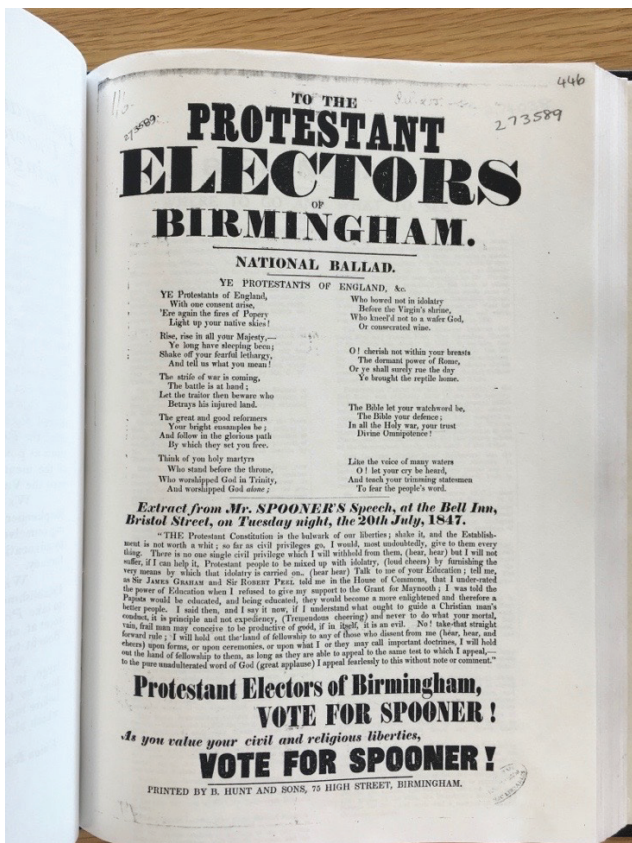 446
273589
273589.
TO THE
PROTESTANT
ELECTORS
OF
BIRMINGHAM.
NATIONAL BALLAD.
YE PROTESTANTS OF ENGLAND, &c.
YE Protestants of England,
With one consent arise,
'Ere again the fires of Popery
Light up your native skies!
Rise, rise in all your Majesty,—
Ye long have sleeping been;
Shake off your fearful lethargy,
And tell us what you mean!
The strife of war is coming,
The battle is at hand;
Let the traitor then beware who
Betrays his injured land.
The great and good reformers
Your bright ensamples be;
And follow in the glorious path
By which they set you free.
Think of you holy martyrs
Who stand before the throne,
Who worshipped God in Trinity,
And worshipped God alone;
Who bowed not in idolatry
Before the Virgin's shrine,
Who kneel'd not to a wafer God,
Or consecrated wine.
O! cherish not within your breasts
The dormant power of Rome,
Or ye shall surely rue the day
Ye brought the reptile home.
The Bible let your watchword be,
The Bible your defence;
In all the Holy war, your trust
Divine Omnipotence!
Like the voice of many waters
O! let your cry be heard,
And teach your trimming statesmen
To fear the people's word.
Extract from Mr. SPOONER'S Speech, at the Bell Inn,
Bristol Street, on Tuesday night, the 20th July, 1847.
"THE Protestant Constitution is the bulwark of our liberties; shake it, and the Establish-
ment is not worth a whit; so far as civil privileges go, I would, most undoubtedly, give to them every
thing. There is no one single civil privilege which I will withhold from them, (hear, hear) but I will not
suffer, if I can help it, Protestant people to be mixed up with idolatry, (loud cheers) by furnishing the
very means by which that idolatry is carried on. (hear hear) Talk to me of your Education; tell me,
as Sir JAMES GRAHAM and Sir ROBERT PEEL told me in the House of Commons, that I under-rated
the power of Education when I refused to give my support to the Grant for Maynooth; I was told the
Papists would be educated, and being educated, they would become a more enlightened and therefore a
better people. I said them, and I say it now, if I understand what ought to guide a Christian man's
conduct, it is principle and not expediency, (Tremendous cheering) and never to do what your mortal,
vain, frail man may conceive to be productive of good, if in itself, it is an evil. No! take that straight
forward rule; I will hold out the hand of fellowship to any of those who dissent from me (hear, hear, and
cheers) upon forms, or upon ceremonies, or upon what I or they may call important doctrines, I will hold
out the hand of fellowship to them, as long as they are able to appeal to the same test to which I appeal,—
to the pure unadulterated word of God (great applause) I appeal fearlessly to this without note or comment."
Protestant Electors of Birmingham,
VOTE FOR SPOONER!
As you value your civil and religious liberties,
VOTE FOR SPOONER!
PRINTED BY B. HUNT AND SONS, 75 HIGH STREET, BIRMINGHAM.